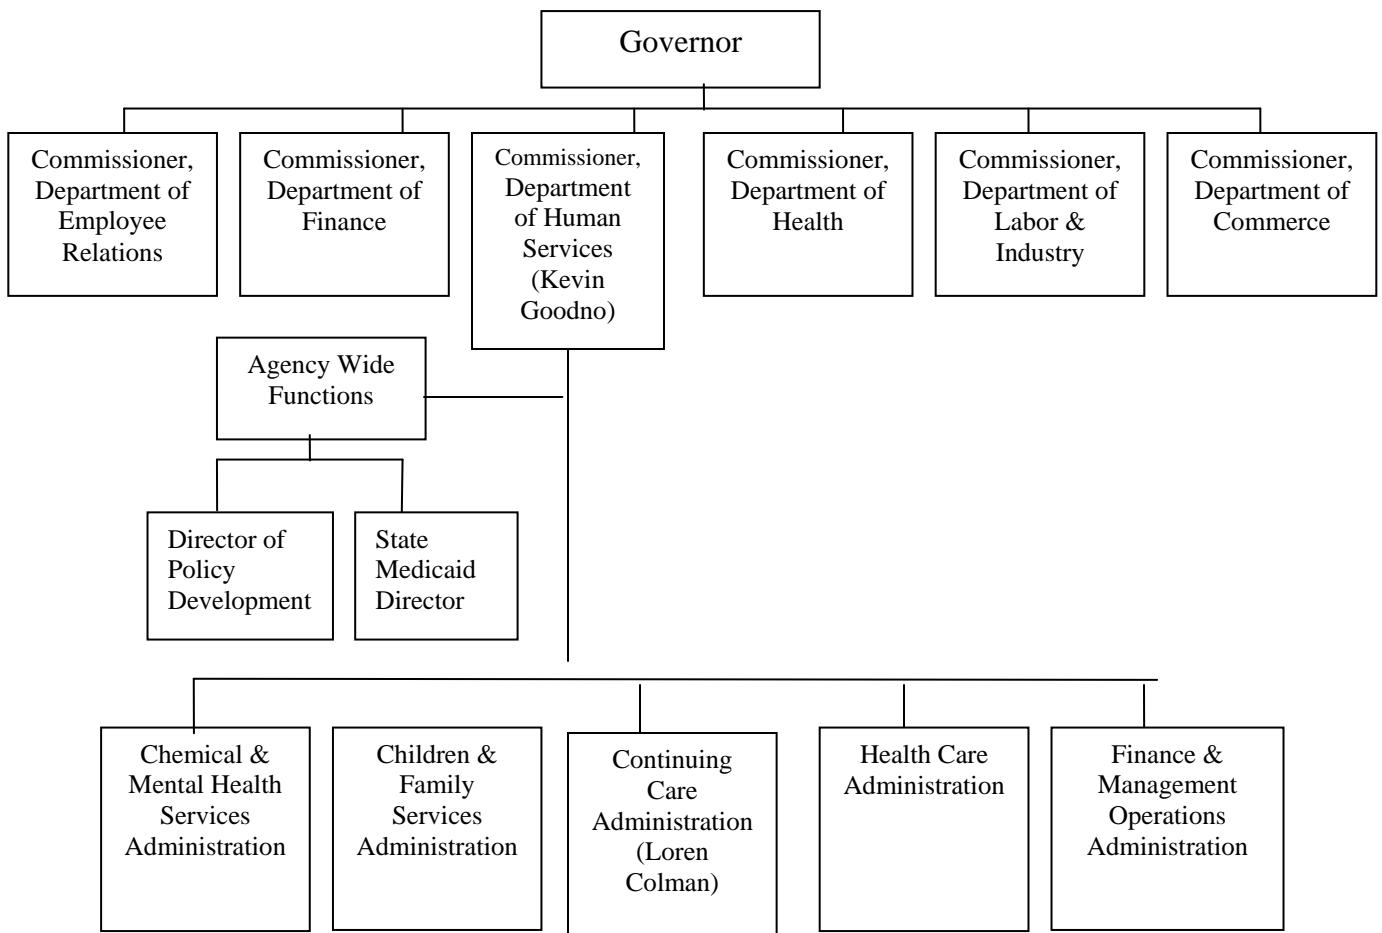 Governor
Commissioner,
Department of
Employee
Relations
Commissioner,
Department of
Finance
Commissioner,
Department
of Human
Services
(Kevin
Goodno)
Commissioner,
Department of
Health
Commissioner,
Department of
Labor &
Industry
Commissioner,
Department of
Commerce
Agency Wide
Functions
Director of
Policy
Development
State
Medicaid
Director
Chemical &
Mental Health
Services
Administration
Children &
Family
Services
Administration
Continuing
Care
Administration
(Loren
Colman)
Health Care
Administration
Finance &
Management
Operations
Administration